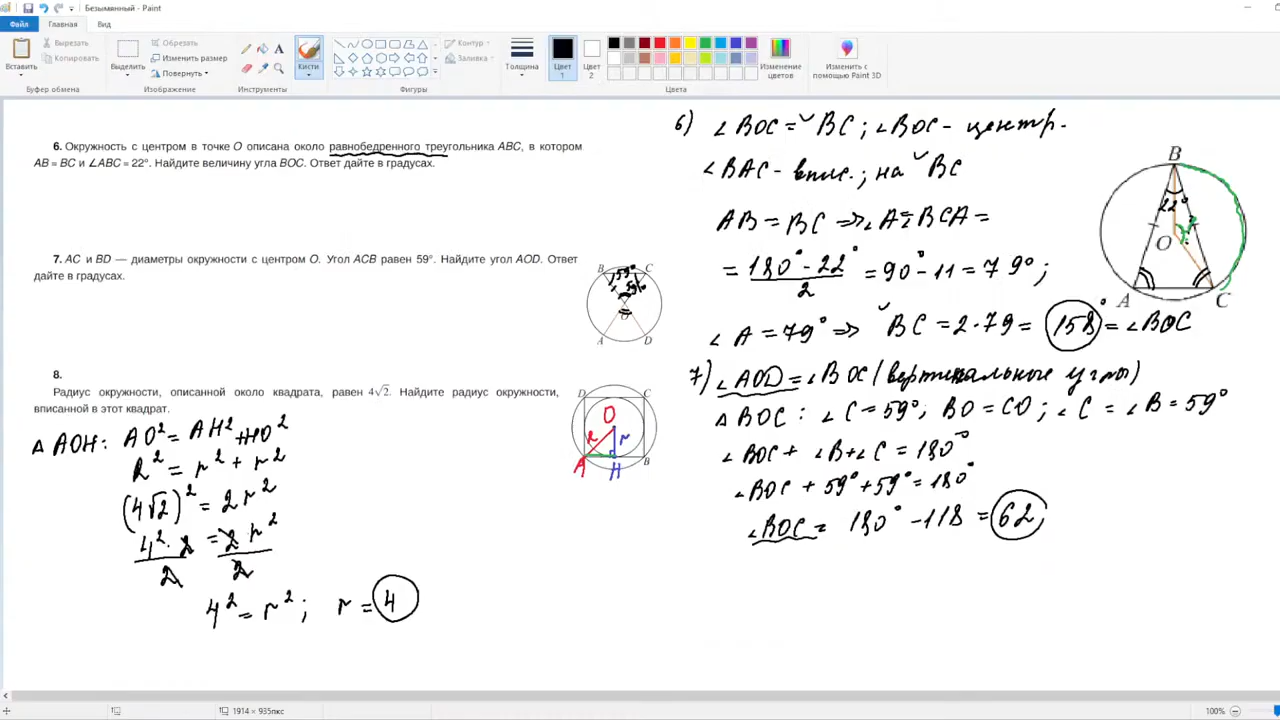 Безымянный - Paint
Файл
Главная
Вид
Вставить
Вырезать
Копировать
Буфер обмена
Выделить
Обрезать
Изменить размер
Повернуть
Изображение
Инструменты
Кисти
Контур
Заливка
Фигуры
Толщина
Цвет 1
Цвет 2
Изменение цветов
Цвета
Изменить с помощью Paint 3D
6. Окружность с центром в точке O описана около равнобедренного треугольника ABC, в котором
AB = BC и ∠ABC = 22°. Найдите величину угла BOC. Ответ дайте в градусах.
7. AC и BD — диаметры окружности с центром O. Угол ACB равен 59°. Найдите угол AOD. Ответ
дайте в градусах.
B
C
59°
59°
O
A
D
8.
Радиус окружности, описанной около квадрата, равен 4√2. Найдите радиус окружности,
вписанной в этот квадрат.
D
C
O
R
r
A
H
B
△ AOH: AO² = AH² + HO²
R² = r² + r²
(4√2)² = 2r²
4² · 2 / 2 = 2 · r² / 2
4² = r²; r = 4
6) ∠BOC = ◡BC; ∠BOC - центр.
∠BAC - впис.; на ◡BC
AB = BC ⇒ ∠A = ∠BCA =
= (180° - 22°) / 2 = 90° - 11 = 79°;
∠A = 79° ⇒ ◡BC = 2·79 = 158° = ∠BOC
B
22°
O
?
A
C
7) ∠AOD = ∠BOC (вертикальные углы)
△BOC: ∠C = 59°; BO = CO; ∠C = ∠B = 59°
∠BOC + ∠B + ∠C = 180°
∠BOC + 59° + 59° = 180°
∠BOC = 180° - 118 = 62;
1914 × 935пкс
100%